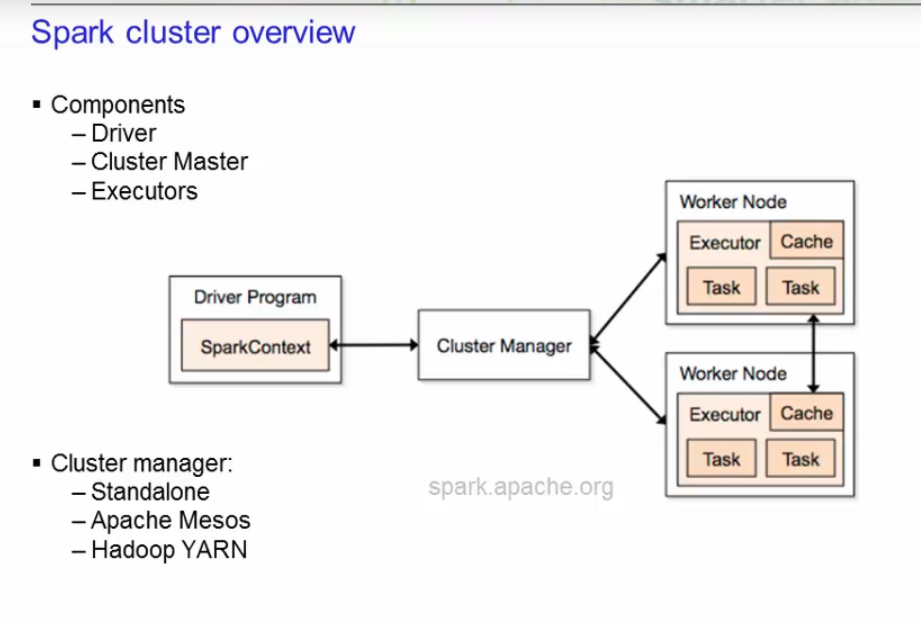 Spark cluster overview
▪ Components
– Driver
– Cluster Master
– Executors
Driver Program
SparkContext
Cluster Manager
Worker Node
Executor
Cache
Task
Task
Worker Node
Executor
Cache
Task
Task
▪ Cluster manager:
– Standalone
– Apache Mesos
– Hadoop YARN
spark.apache.org